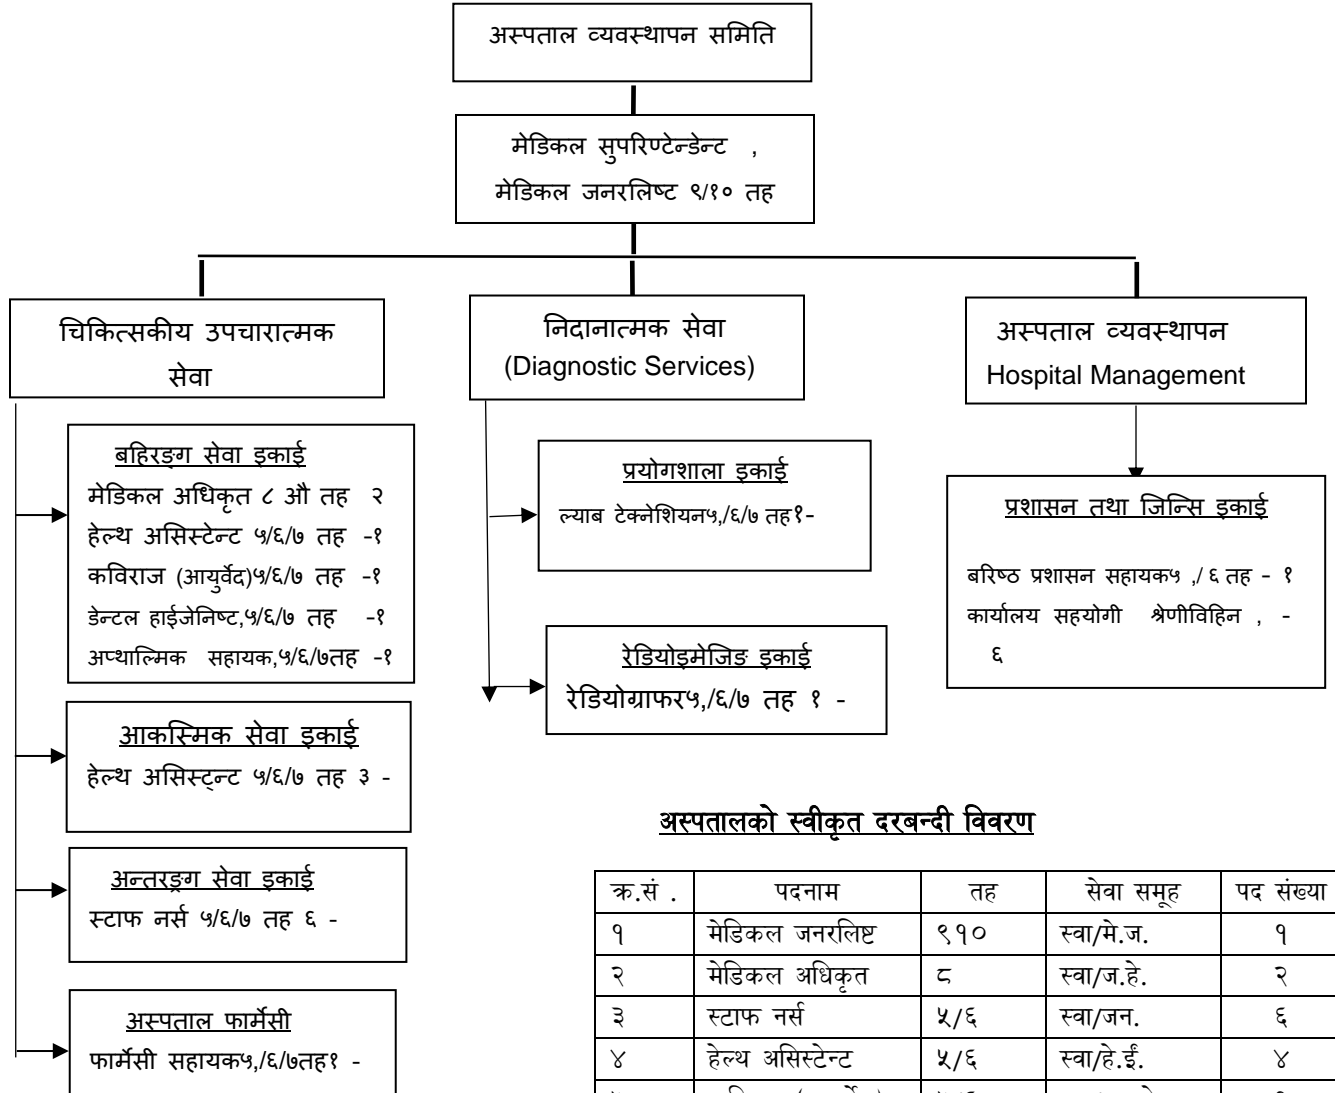 अस्पताल व्यवस्थापन समिति
मेडिकल सुपरिण्टेन्डेन्ट ,
मेडिकल जनरलिष्ट ९/१० तह
चिकित्सकीय उपचारात्मक
सेवा
निदानात्मक सेवा
(Diagnostic Services)
अस्पताल व्यवस्थापन
Hospital Management
बहिरङ्ग सेवा इकाई
मेडिकल अधिकृत ८ औ तह २
हेल्थ असिस्टेन्ट ५/६/७ तह -१
कविराज (आयुर्वेद)५/६/७ तह -१
डेन्टल हाईजेनिष्ट,५/६/७ तह -१
अप्थाल्मिक सहायक,५/६/७तह -१
आकस्मिक सेवा इकाई
हेल्थ असिस्ट्न्ट ५/६/७ तह ३ -
अन्तरङ्ग सेवा इकाई
स्टाफ नर्स ५/६/७ तह ६ -
अस्पताल फार्मेसी
फार्मेसी सहायक५,/६/७तह१ -
प्रयोगशाला इकाई
ल्याब टेक्नेशियन५,/६/७ तह१-
रेडियोइमेजिङ इकाई
रेडियोग्राफर५,/६/७ तह १ -
प्रशासन तथा जिन्सि इकाई
बरिष्ठ प्रशासन सहायक५ ,/ ६ तह - १
कार्यालय सहयोगी श्रेणीविहिन , -
६
अस्पतालको स्वीकृत दरबन्दी विवरण
क्र.सं . पदनाम तह सेवा समूह पद संख्या
१ मेडिकल जनरलिष्ट ९१० स्वा/मे.ज. १
२ मेडिकल अधिकृत ८ स्वा/ज.हे. २
३ स्टाफ नर्स ५/६ स्वा/जन. ६
४ हेल्थ असिस्टेन्ट ५/६ स्वा/हे.ईं. ४